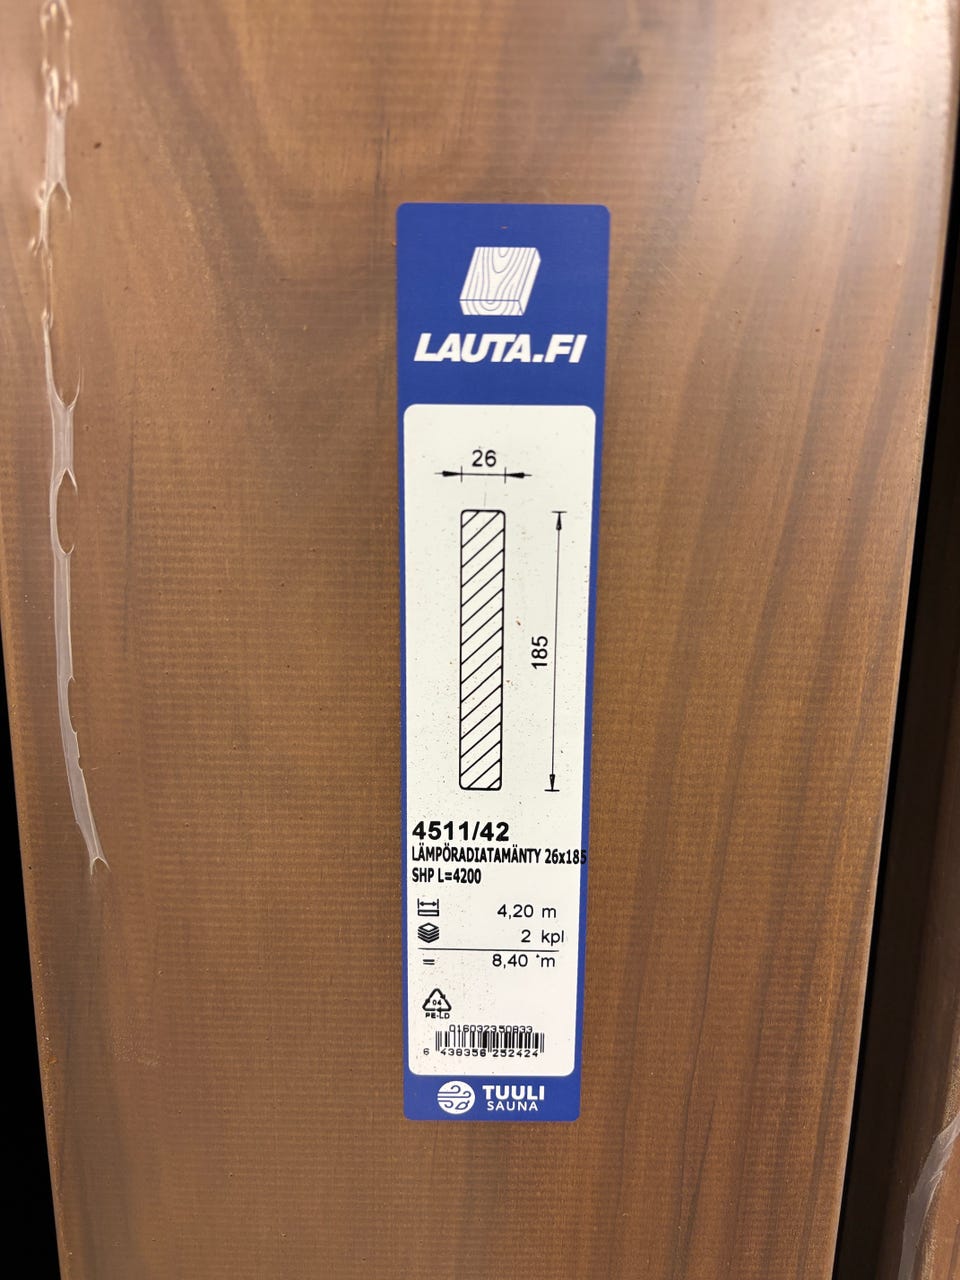 LAUTA.FI
26
185
4511/42
LÄMPÖRADIATAMÄNTY 26x185
SHP L=4200
4,20 m
2 kpl
= 8,40 *m
04
PE-LD
016032350833
6 438356 252424
TUULI
SAUNA